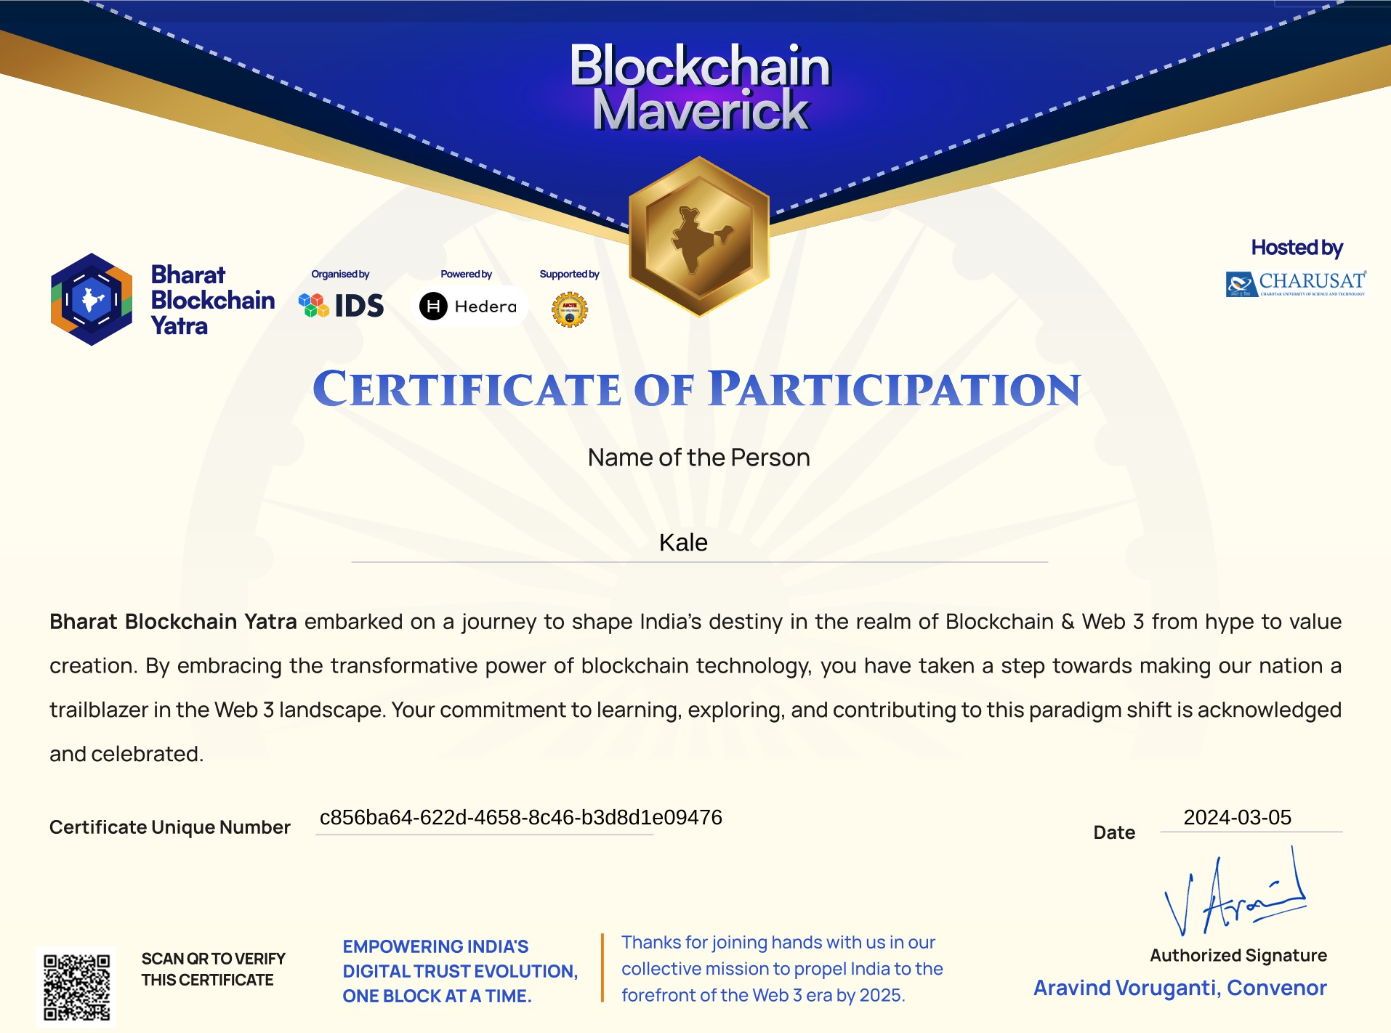 Blockchain
Maverick
Hosted by
CHARUSAT
CHAROTAR UNIVERSITY OF SCIENCE AND TECHNOLOGY
Bharat
Blockchain
Yatra
Organised by
IDS
Powered by
H Hedera
Supported by
AICTE
CERTIFICATE OF PARTICIPATION
Name of the Person
Kale
Bharat Blockchain Yatra embarked on a journey to shape India’s destiny in the realm of Blockchain & Web 3 from hype to value
creation. By embracing the transformative power of blockchain technology, you have taken a step towards making our nation a
trailblazer in the Web 3 landscape. Your commitment to learning, exploring, and contributing to this paradigm shift is acknowledged
and celebrated.
Certificate Unique Number c856ba64-622d-4658-8c46-b3d8d1e09476
Date 2024-03-05
V Aravind
Authorized Signature
Aravind Voruganti, Convenor
SCAN QR TO VERIFY
THIS CERTIFICATE
EMPOWERING INDIA'S
DIGITAL TRUST EVOLUTION,
ONE BLOCK AT A TIME.
Thanks for joining hands with us in our
collective mission to propel India to the
forefront of the Web 3 era by 2025.